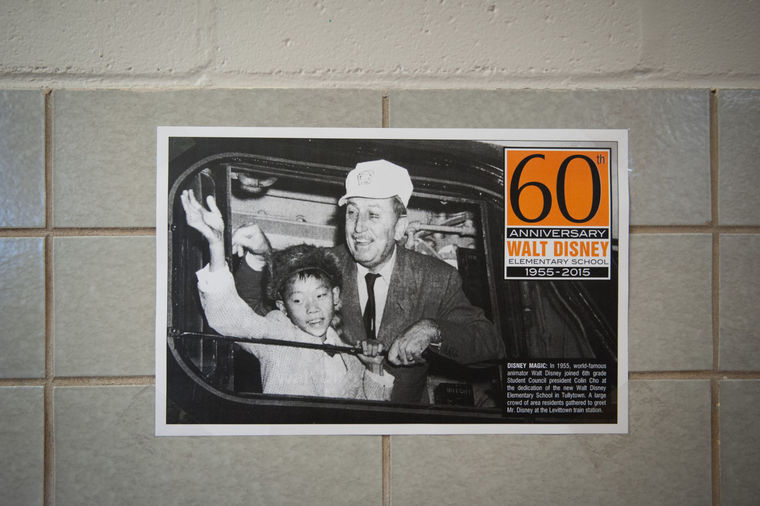 60th
ANNIVERSARY
WALT DISNEY
ELEMENTARY SCHOOL
1955-2015
DISNEY MAGIC: In 1955, world-famous
animator Walt Disney joined 6th grade
Student Council president Colin Cho at
the dedication of the new Walt Disney
Elementary School in Tullytown. A large
crowd of area residents gathered to greet
Mr. Disney at the Levittown train station.